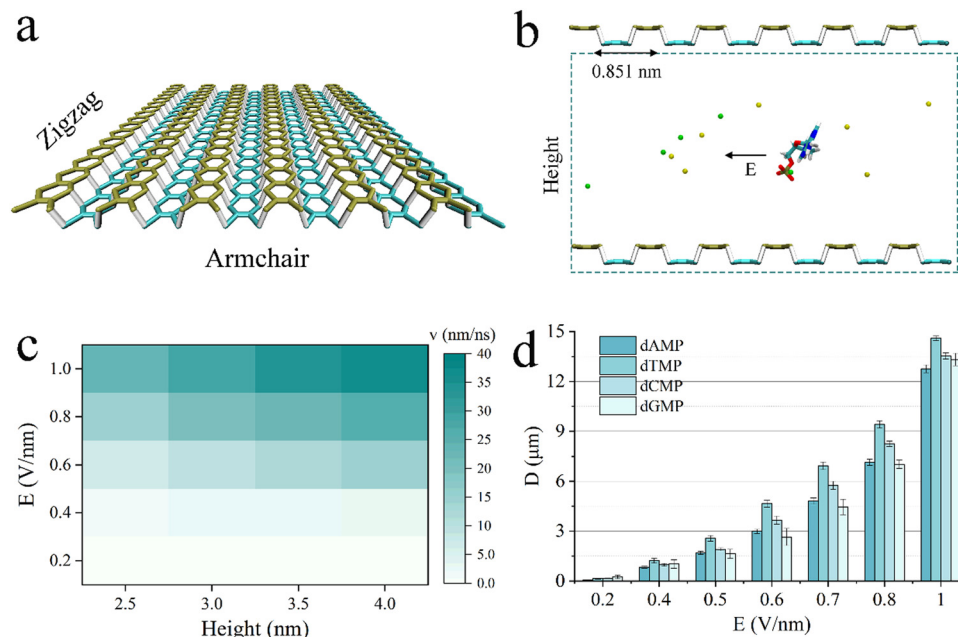 a
Zigzag
Armchair
b
0.851 nm
Height
E
c
v (nm/ns)
E (V/nm)
1.0
0.8
0.6
0.4
0.2
2.5 3.0 3.5 4.0
Height (nm)
40
35
30
25
20
15
10
5.0
0.0
d
dAMP
dTMP
dCMP
dGMP
D (μm)
15
12
9
6
3
0
0.2 0.4 0.5 0.6 0.7 0.8 1
E (V/nm)